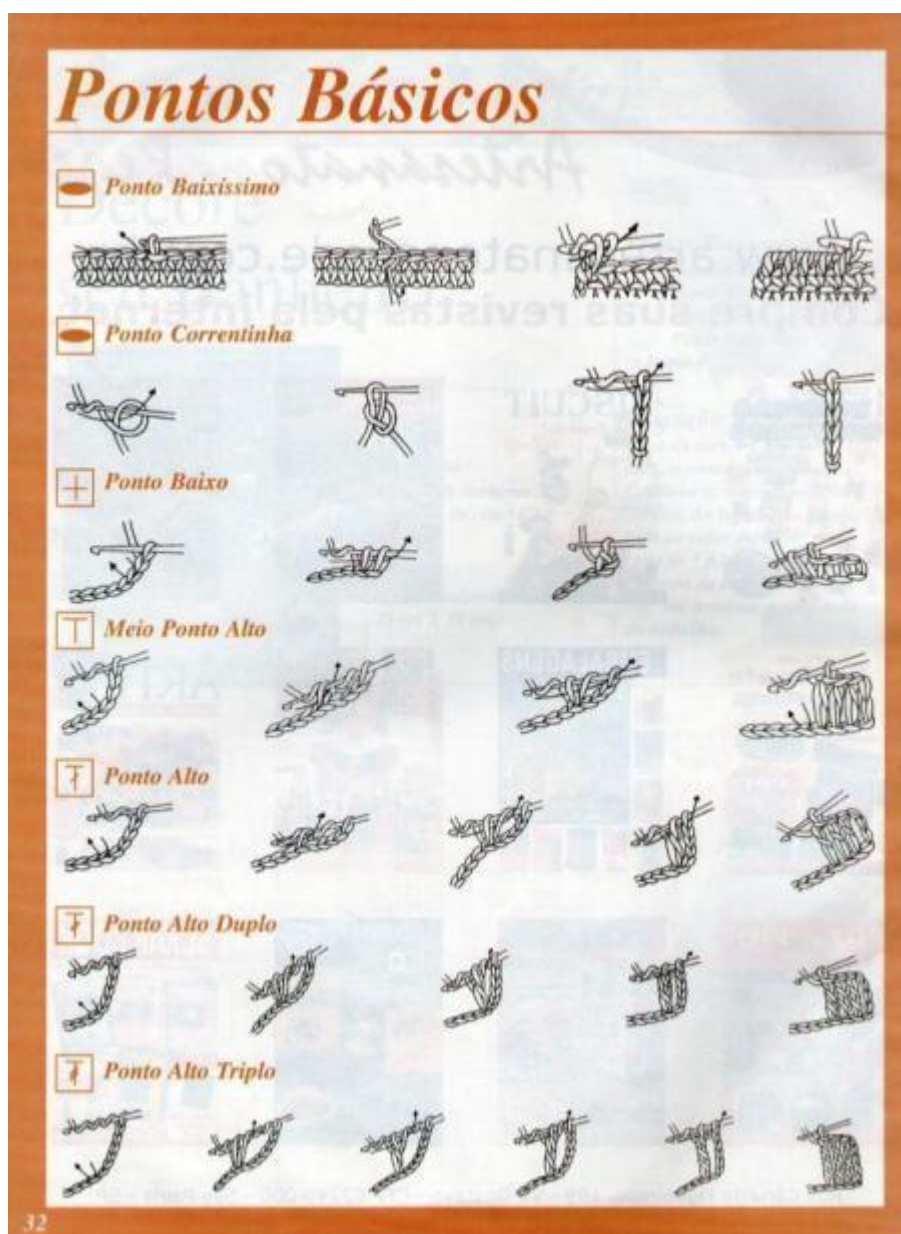 Pontos Básicos
Ponto Baixíssimo
Ponto Correntinha
Ponto Baixo
Meio Ponto Alto
Ponto Alto
Ponto Alto Duplo
Ponto Alto Triplo
32